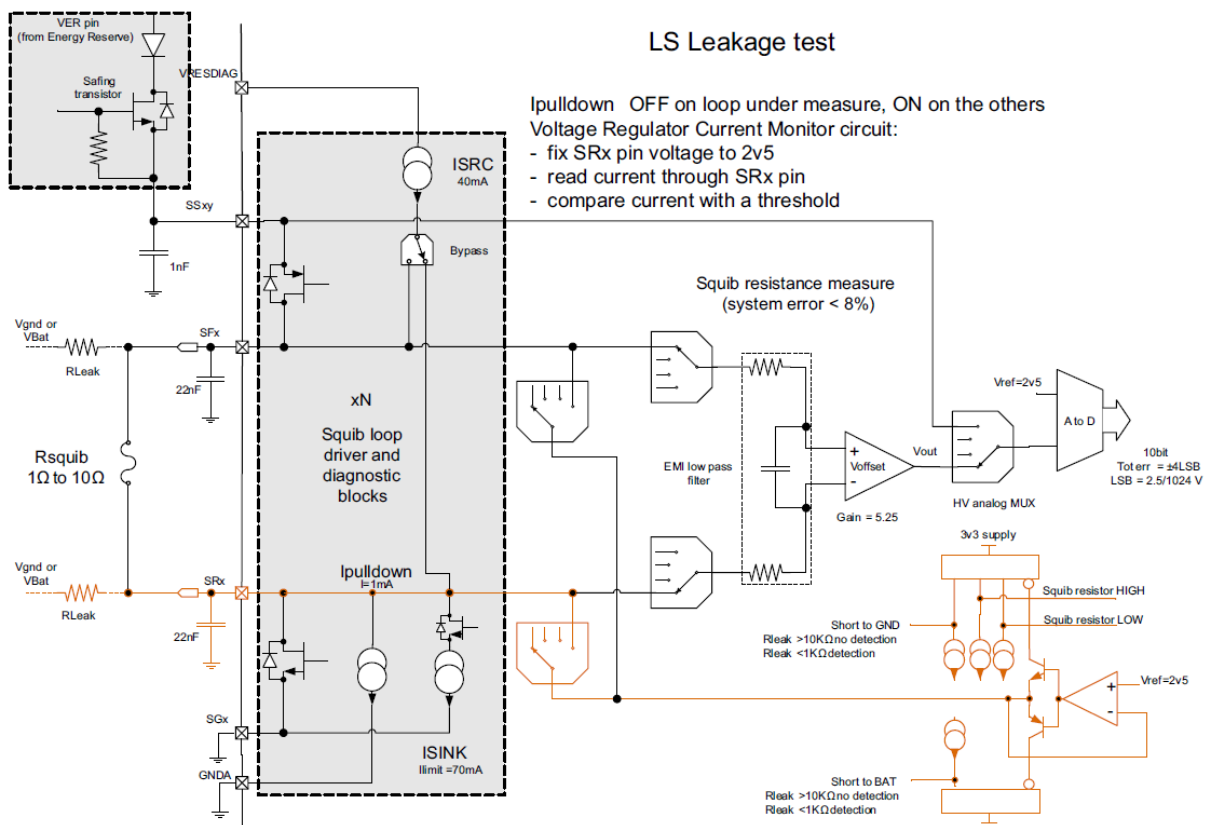 VER pin
(from Energy Reserve)
LS Leakage test
Safing
transistor
VRESDIAG
Ipulldown OFF on loop under measure, ON on the others
Voltage Regulator Current Monitor circuit:
- fix SRx pin voltage to 2v5
- read current through SRx pin
- compare current with a threshold
ISRC
40mA
SSxy
1nF
Bypass
Squib resistance measure
(system error < 8%)
Vgnd or
VBat
SFx
RLeak
22nF
xN
Squib loop
driver and
diagnostic
blocks
Rsquib
1Ω to 10Ω
Vref=2v5
A to D
+
-
Voffset
Vout
EMI low pass
filter
Gain = 5.25
HV analog MUX
10bit
Tot err = ±4LSB
LSB = 2.5/1024 V
3v3 supply
Vgnd or
VBat
SRx
RLeak
22nF
Ipulldown
I=1mA
Squib resistor HIGH
Squib resistor LOW
Short to GND
Rleak >10KΩ no detection
Rleak <1KΩ detection
Vref=2v5
+
-
SGx
GNDA
ISINK
Ilimit =70mA
Short to BAT
Rleak >10KΩ no detection
Rleak <1KΩ detection